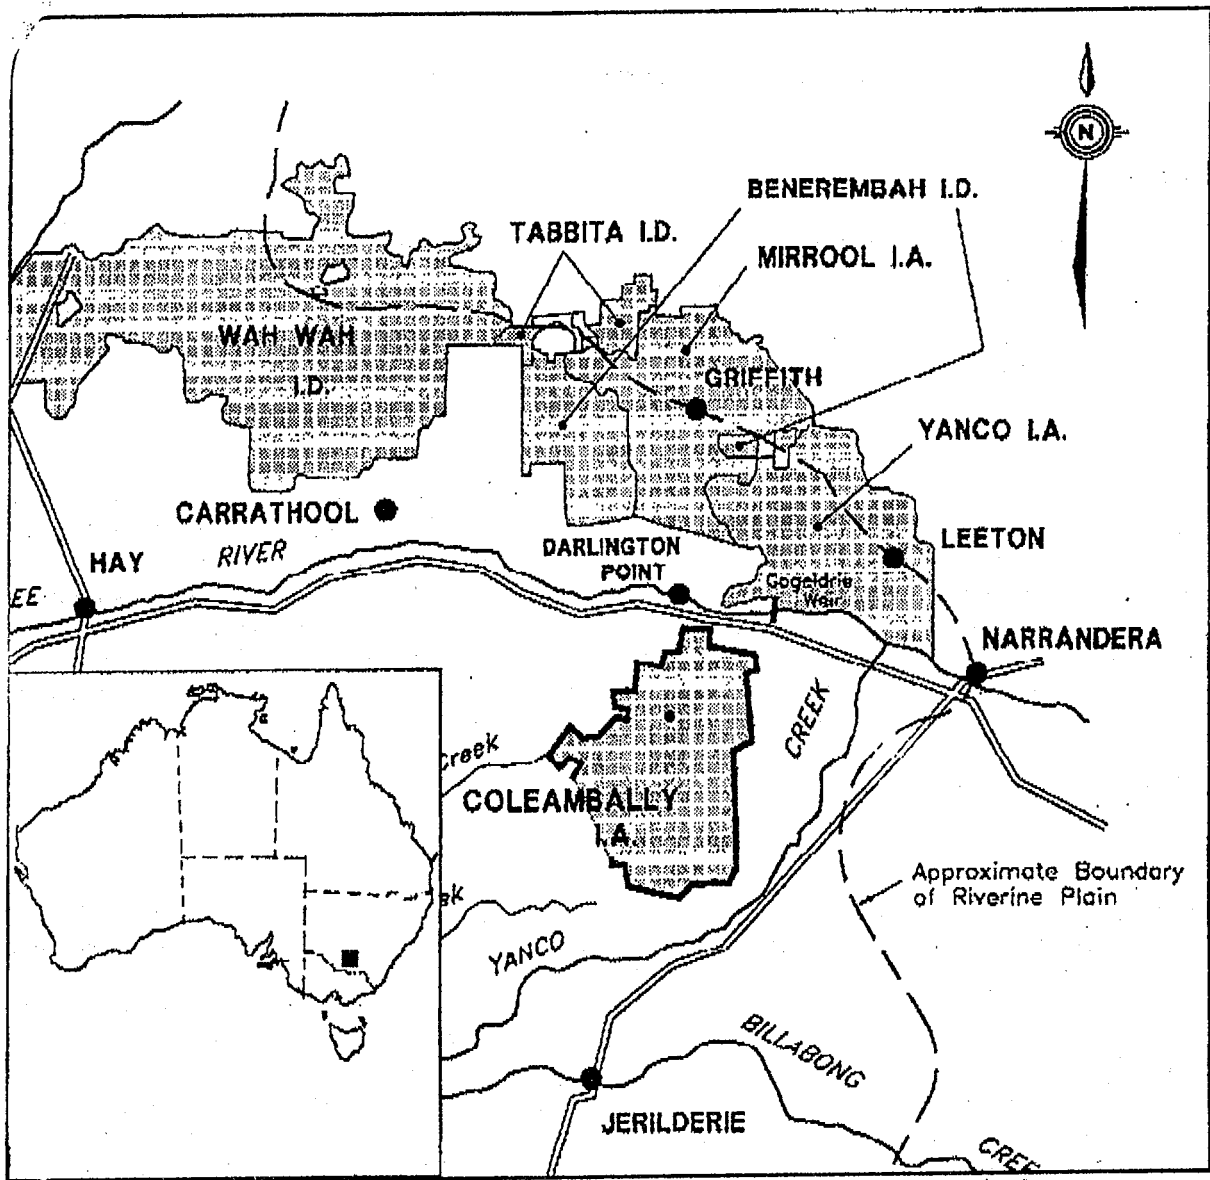 N
BENEREMBAH I.D.
TABBITA I.D.
MIRROOL I.A.
WAH WAH
I.D.
GRIFFITH
YANCO I.A.
CARRATHOOL
LEETON
HAY
RIVER
DARLINGTON
POINT
EE
Gogeldrie
Weir
NARRANDERA
CREEK
Creek
COLEAMBALLY
I.A.
Approximate Boundary
of Riverine Plain
ek
YANCO
BILLABONG
JERILDERIE
CREE